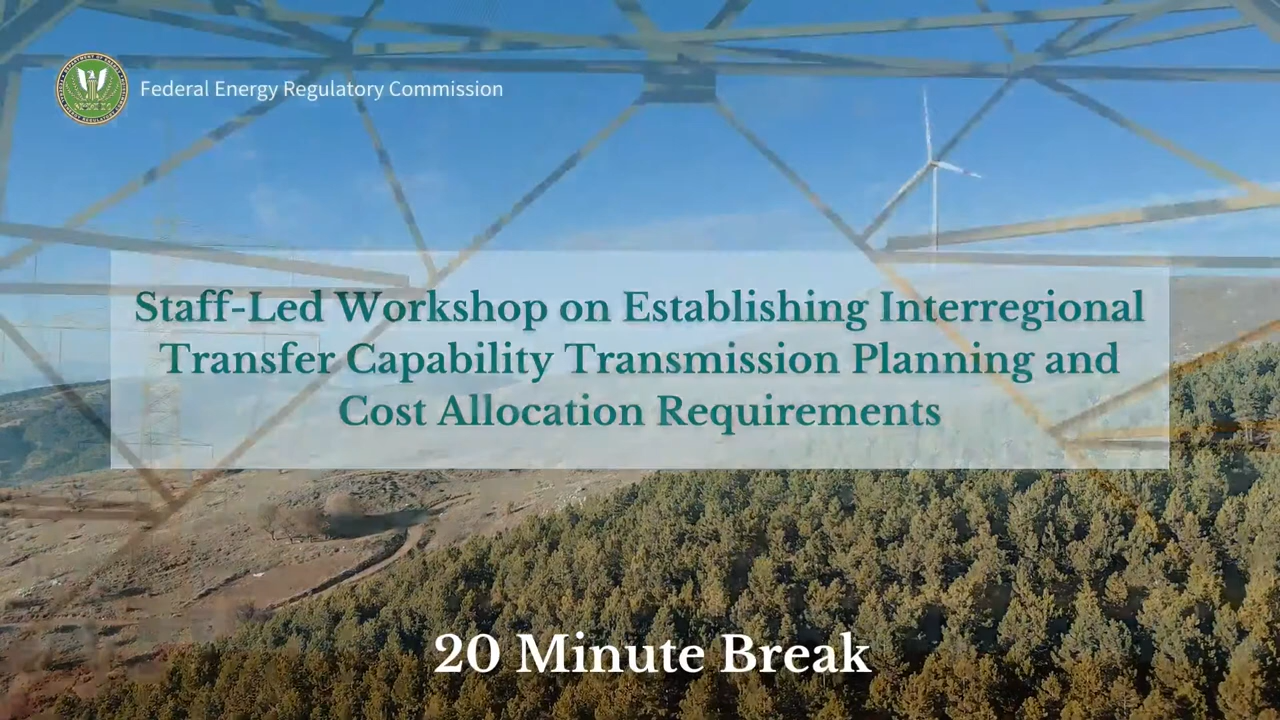 Federal Energy Regulatory Commission
Staff-Led Workshop on Establishing Interregional
Transfer Capability Transmission Planning and
Cost Allocation Requirements
20 Minute Break